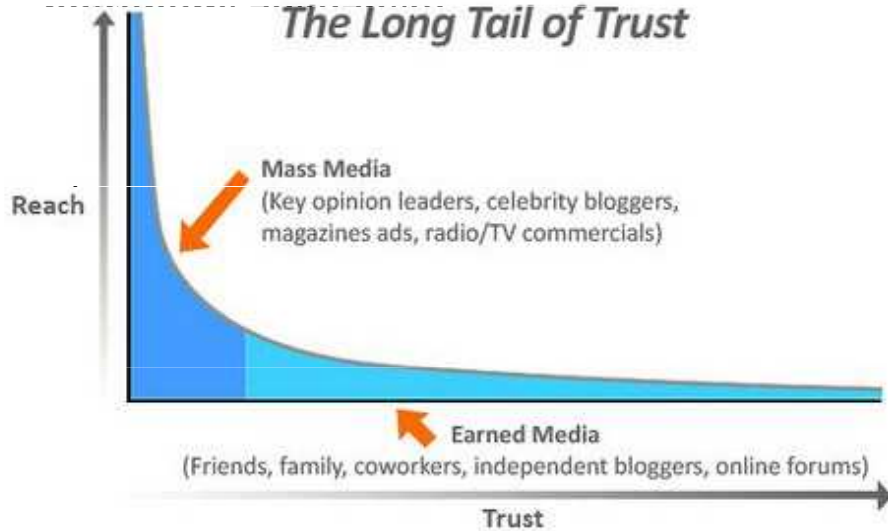 The Long Tail of Trust
Mass Media
(Key opinion leaders, celebrity bloggers,
magazines ads, radio/TV commercials)
Reach
Earned Media
(Friends, family, coworkers, independent bloggers, online forums)
Trust